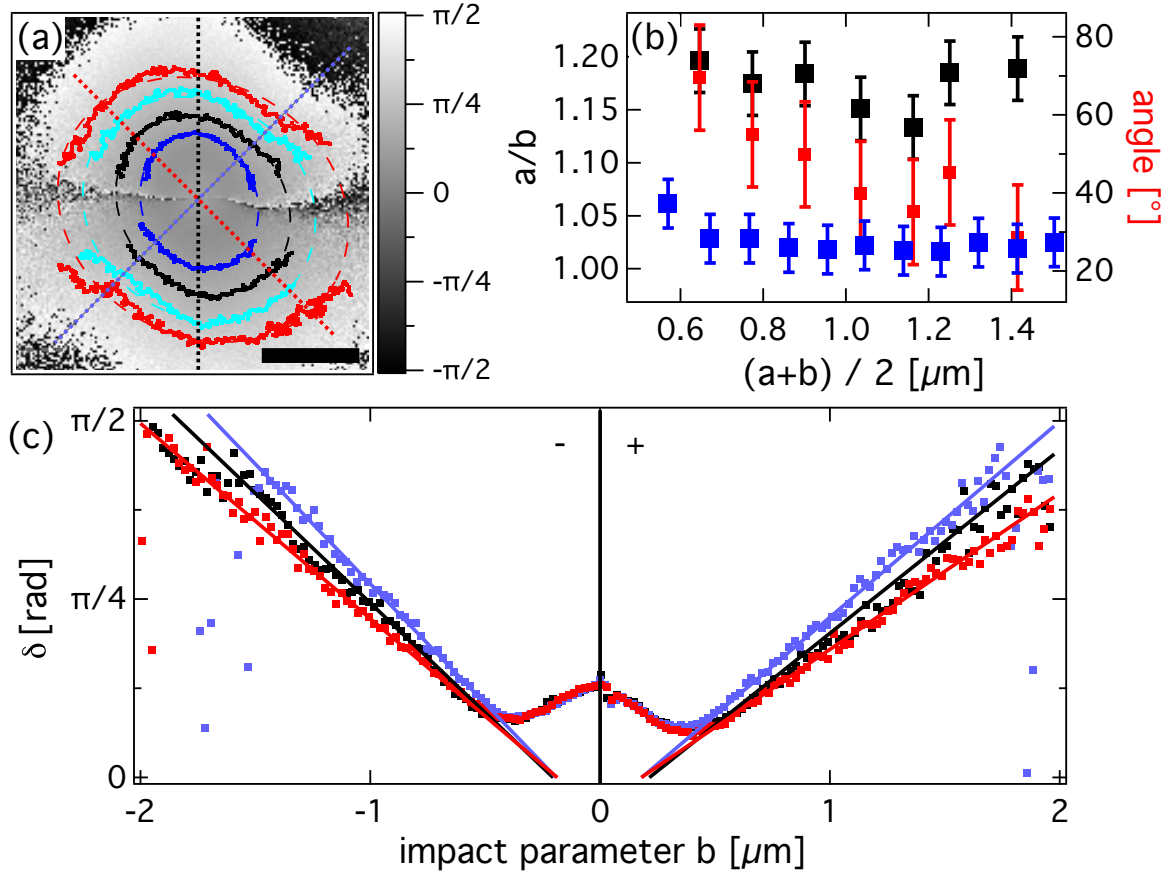 (a)
π/2
π/4
0
-π/4
-π/2
(b)
a/b
1.20
1.15
1.10
1.05
1.00
80
60
40
20
angle [°]
0.6 0.8 1.0 1.2 1.4
(a+b) / 2 [µm]
(c)
δ [rad]
π/2
π/4
0
- +
-2 -1 0 1 2
impact parameter b [µm]